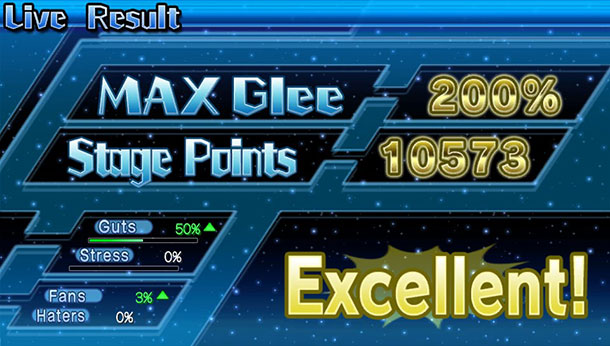 Live Result
MAX Glee 200%
Stage Points 10573
Guts 50%
Stress 0%
Fans 3%
Haters 0%
Excellent!